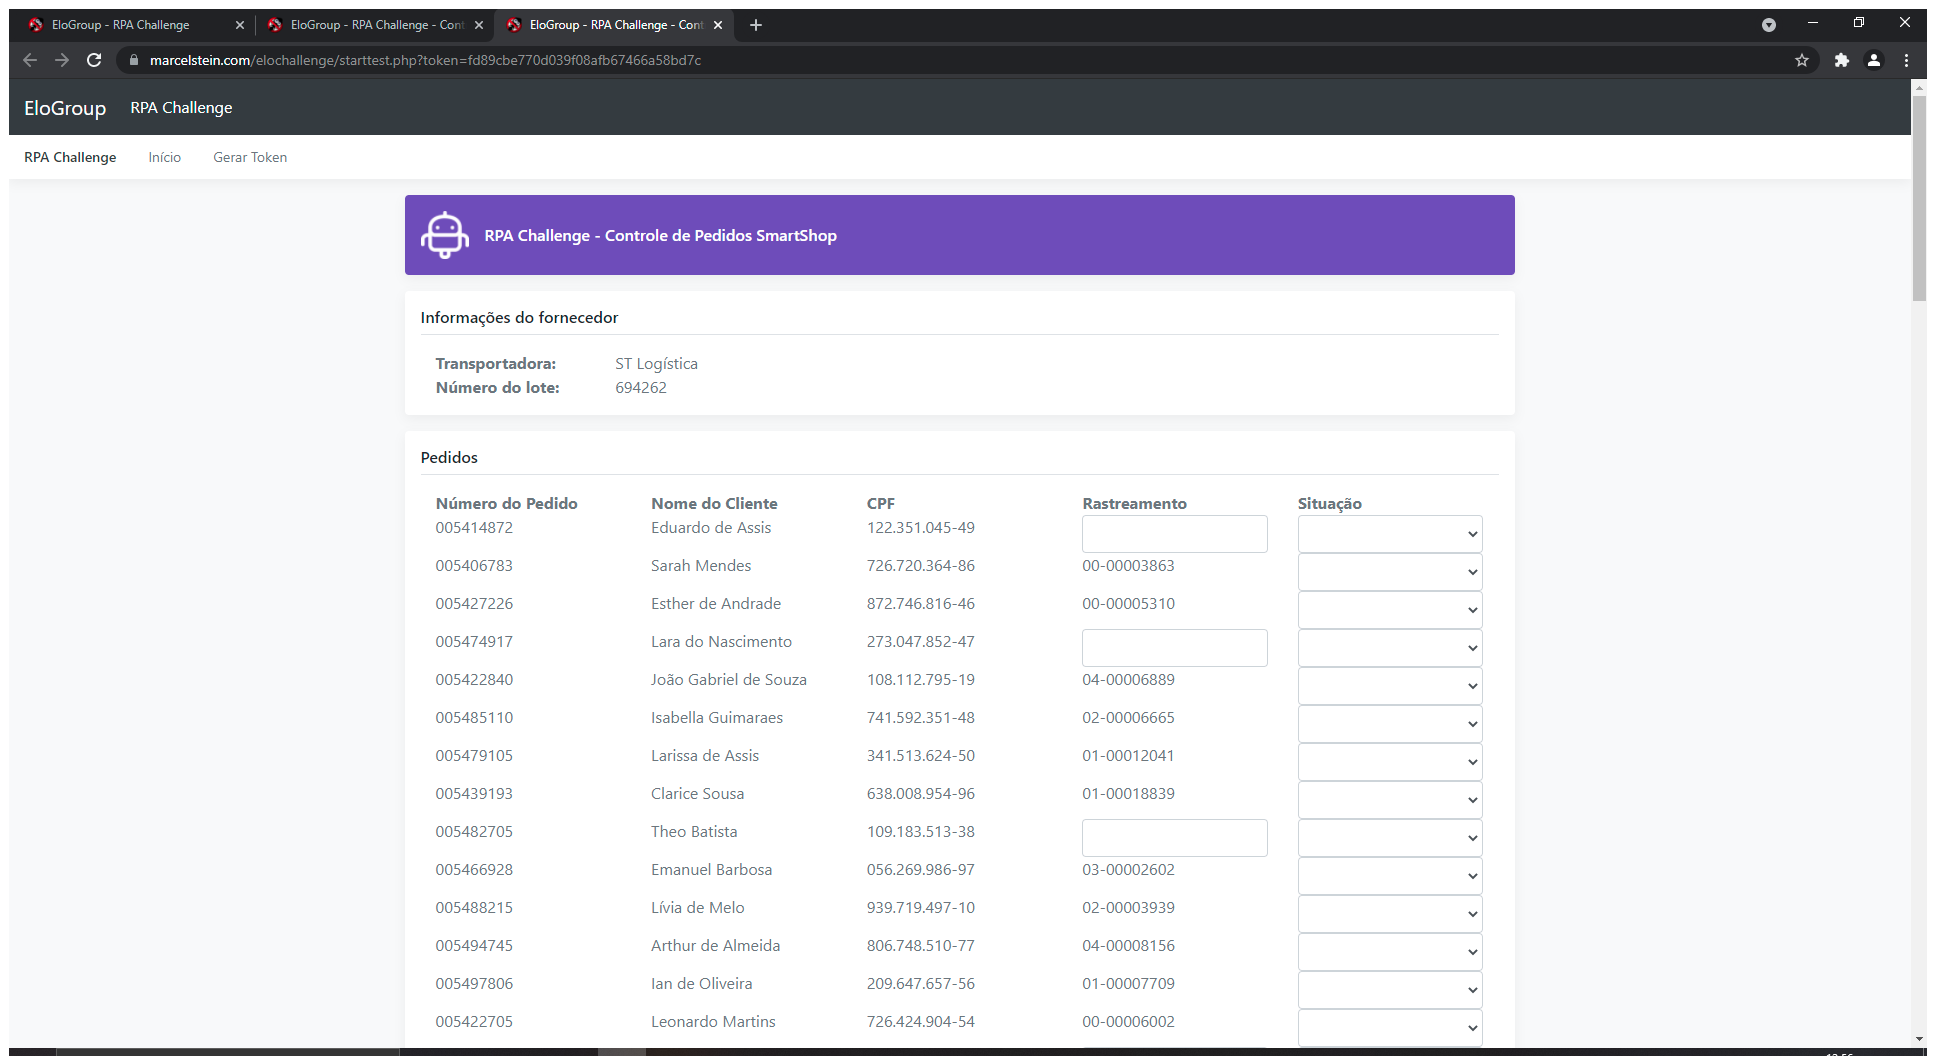 EloGroup - RPA Challenge
EloGroup - RPA Challenge - Cont
EloGroup - RPA Challenge - Cont
marcelstein.com/elochallenge/starttest.php?token=fd89cbe770d039f08afb67466a58bd7c
EloGroup RPA Challenge
RPA Challenge Início Gerar Token
RPA Challenge - Controle de Pedidos SmartShop
Informações do fornecedor
Transportadora: ST Logística
Número do lote: 694262
Pedidos
Número do Pedido Nome do Cliente CPF Rastreamento Situação
005414872 Eduardo de Assis 122.351.045-49
005406783 Sarah Mendes 726.720.364-86 00-00003863
005427226 Esther de Andrade 872.746.816-46 00-00005310
005474917 Lara do Nascimento 273.047.852-47
005422840 João Gabriel de Souza 108.112.795-19 04-00006889
005485110 Isabella Guimaraes 741.592.351-48 02-00006665
005479105 Larissa de Assis 341.513.624-50 01-00012041
005439193 Clarice Sousa 638.008.954-96 01-00018839
005482705 Theo Batista 109.183.513-38
005466928 Emanuel Barbosa 056.269.986-97 03-00002602
005488215 Lívia de Melo 939.719.497-10 02-00003939
005494745 Arthur de Almeida 806.748.510-77 04-00008156
005497806 Ian de Oliveira 209.647.657-56 01-00007709
005422705 Leonardo Martins 726.424.904-54 00-00006002